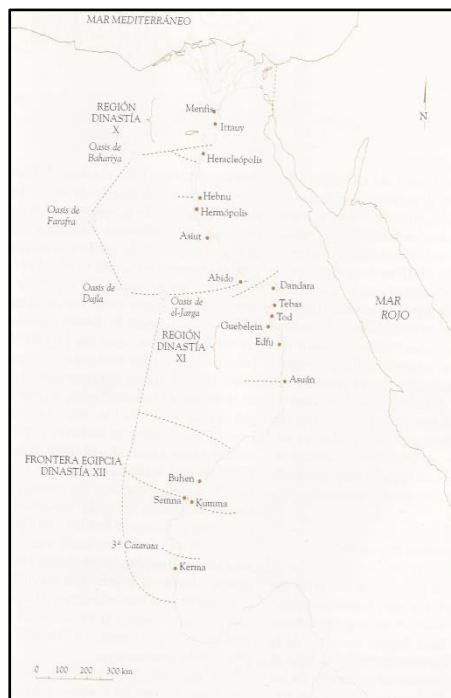 MAR MEDITERRÁNEO
REGIÓN
DINASTÍA
X
Menfis
Ittauy
N
Oasis de
Bahariya
Heracleópolis
Oasis de
Farafra
Hebnu
Hermópolis
Asiut
Abido
Oasis de
Dajla
Oasis de
el-Jarga
Dandara
Tebas
Tod
Guebelein
MAR
ROJO
REGIÓN
DINASTÍA
XI
Edfu
Asuán
FRONTERA EGIPCIA
DINASTÍA XII
Buhen
Semna
Kumma
3ª Catarata
Kerma
0 100 200 300 km